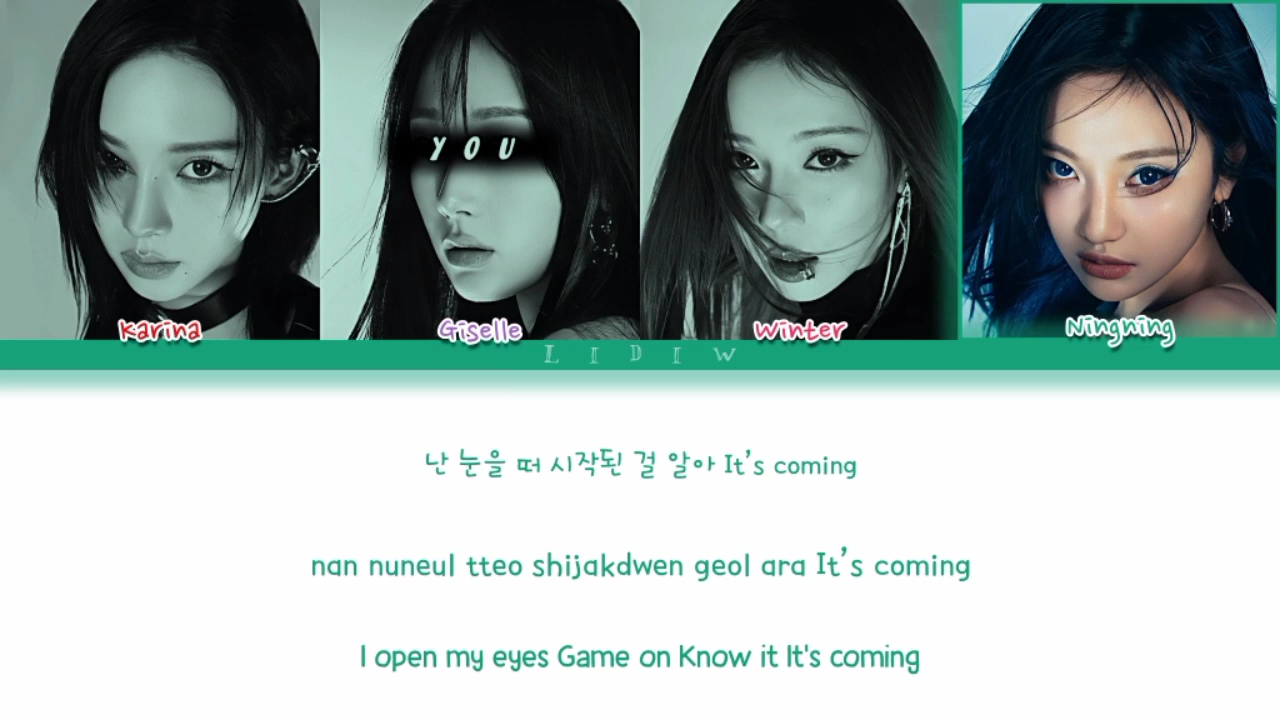 YOU
Karina
Giselle
Winter
Ningning
LIDIW
난 눈을 떠 시작된 걸 알아 It’s coming
nan nuneul tteo shijakdwen geol ara It’s coming
I open my eyes Game on Know it It's coming